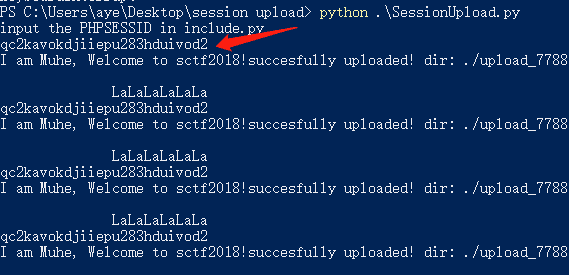 PS C:\Users\aye\Desktop\session upload> python .\SessionUpload.py
input the PHPSESSID in include.py
qc2kavokdjiiepu283hduivod2
I am Muhe, Welcome to sctf2018!succesfully uploaded! dir: ./upload_7788
LaLaLaLaLaLa
qc2kavokdjiiepu283hduivod2
I am Muhe, Welcome to sctf2018!succesfully uploaded! dir: ./upload_7788
LaLaLaLaLaLa
qc2kavokdjiiepu283hduivod2
I am Muhe, Welcome to sctf2018!succesfully uploaded! dir: ./upload_7788
LaLaLaLaLaLa
qc2kavokdjiiepu283hduivod2
I am Muhe, Welcome to sctf2018!succesfully uploaded! dir: ./upload_7788